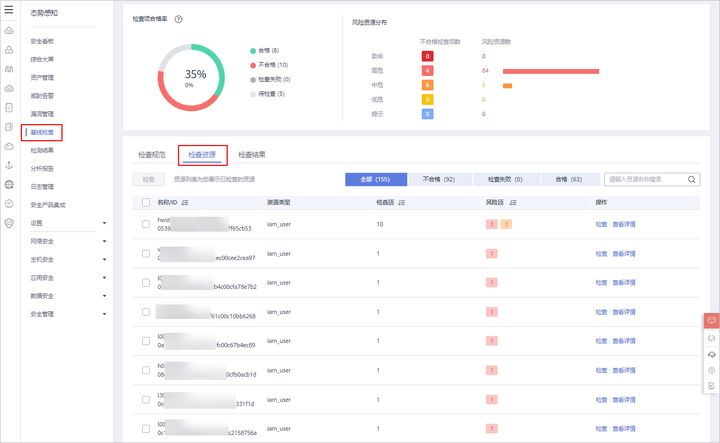 态势感知
安全看板
综合大屏
资产管理
威胁告警
漏洞管理
基线检查
检测结果
分析报告
日志管理
安全产品集成
设置
网络安全
主机安全
应用安全
数据安全
安全管理
检查项合格率
35%
0%
合格 (8)
不合格 (10)
检查失败 (0)
待检查 (5)
风险资源分布
不合格检查项数 风险资源数
致命 0 0
高危 4 84
中危 6 8
低危 0 0
提示 0 0
检查规范 检查资源 检查结果
检查 资源列表为您展示已检查的资源 全部 (155) 不合格 (92) 检查失败 (0) 合格 (63) 请输入资源名称搜索
名称/ID 资源类型 检查项 风险项 操作
hwst iam_user 10 3 3 检查 查看详情
0539 7f65cb53
iam_user 1 1 检查 查看详情
ec00cee2cea97
iam_user 1 1 检查 查看详情
b4c00cfa78e7b2
iam_user 1 1 检查 查看详情
61c00c10bb6268
l00 iam_user 1 1 检查 查看详情
0a fc00c67b4ec89
h0 iam_user 1 1 检查 查看详情
08 0cfb0acb1d
l30 iam_user 1 1 检查 查看详情
0c 331f1d
l00 iam_user 1 1 检查 查看详情
0c1 c2158756a